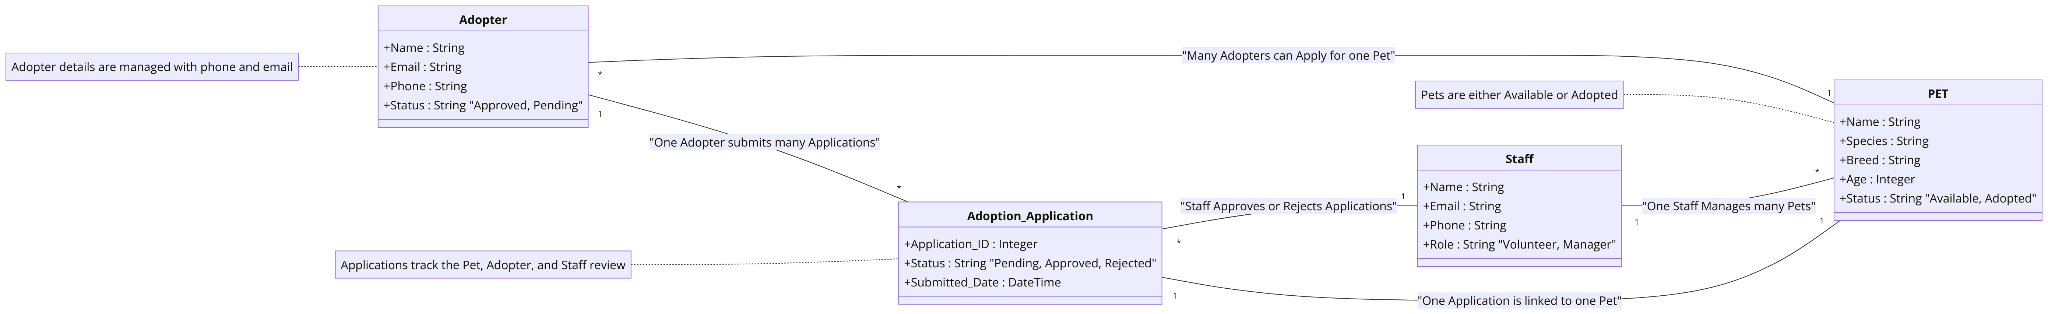 Adopter
+Name : String
+Email : String
+Phone : String
+Status : String "Approved, Pending"
Adopter details are managed with phone and email
*
1
"Many Adopters can Apply for one Pet"
1
"One Adopter submits many Applications"
*
Pets are either Available or Adopted
PET
+Name : String
+Species : String
+Breed : String
+Age : Integer
+Status : String "Available, Adopted"
Staff
+Name : String
+Email : String
+Phone : String
+Role : String "Volunteer, Manager"
"Staff Approves or Rejects Applications"
1
*
"One Staff Manages many Pets"
*
1
1
Adoption_Application
+Application_ID : Integer
+Status : String "Pending, Approved, Rejected"
+Submitted_Date : DateTime
Applications track the Pet, Adopter, and Staff review
1
"One Application is linked to one Pet"